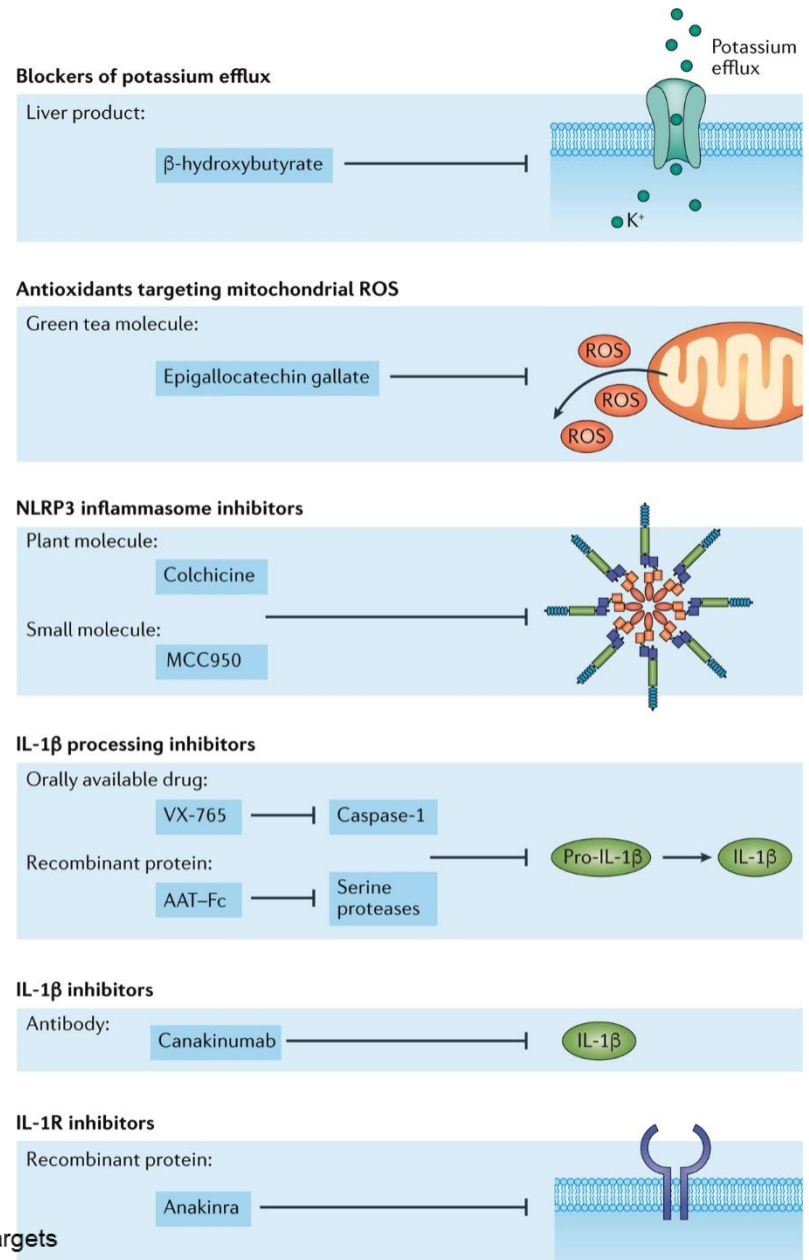 Potassium
efflux
Blockers of potassium efflux
Liver product:
β-hydroxybutyrate
K⁺
Antioxidants targeting mitochondrial ROS
Green tea molecule:
Epigallocatechin gallate
ROS
ROS
ROS
NLRP3 inflammasome inhibitors
Plant molecule:
Colchicine
Small molecule:
MCC950
IL-1β processing inhibitors
Orally available drug:
VX-765
Caspase-1
Pro-IL-1β
IL-1β
Recombinant protein:
AAT–Fc
Serine
proteases
IL-1β inhibitors
Antibody:
Canakinumab
IL-1β
IL-1R inhibitors
Recombinant protein:
Anakinra